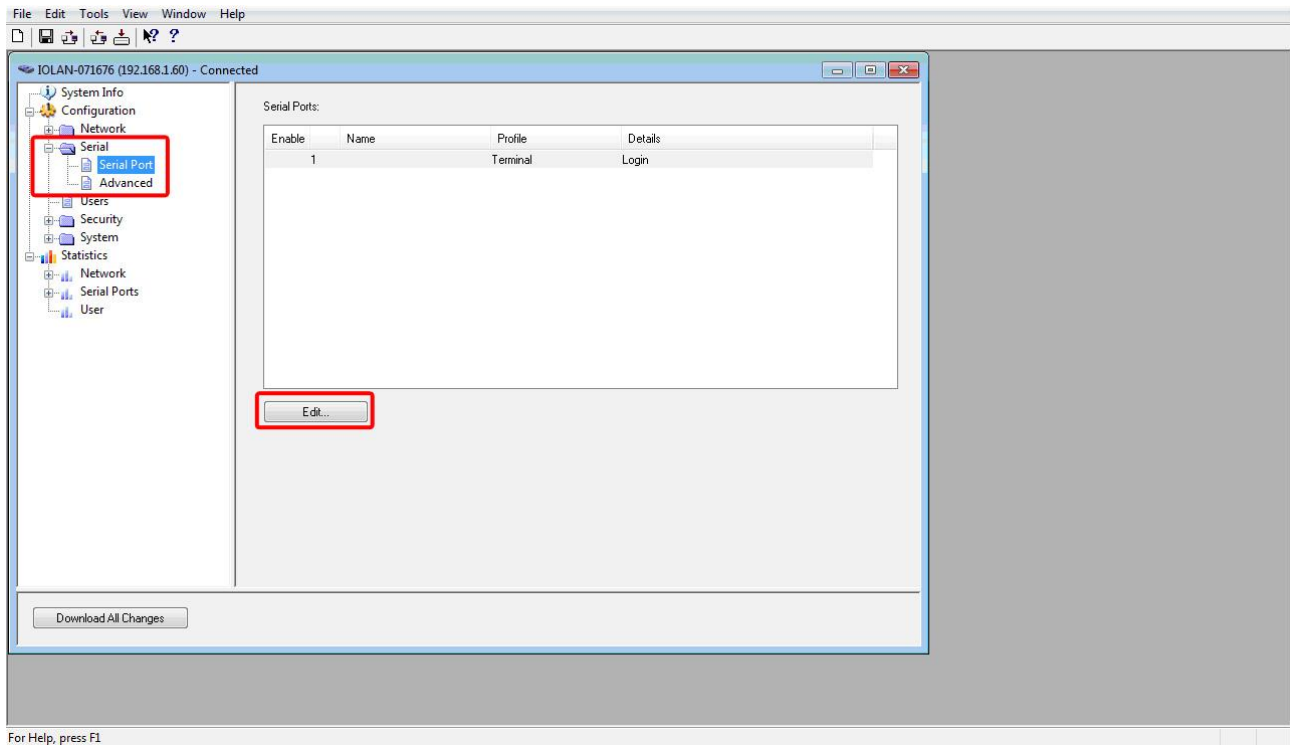 File Edit Tools View Window Help
IOLAN-071676 (192.168.1.60) - Connected
System Info
Configuration
Network
Serial
Serial Port
Advanced
Users
Security
System
Statistics
Network
Serial Ports
User
Serial Ports:
Enable Name Profile Details
1 Terminal Login
Edit...
Download All Changes
For Help, press F1